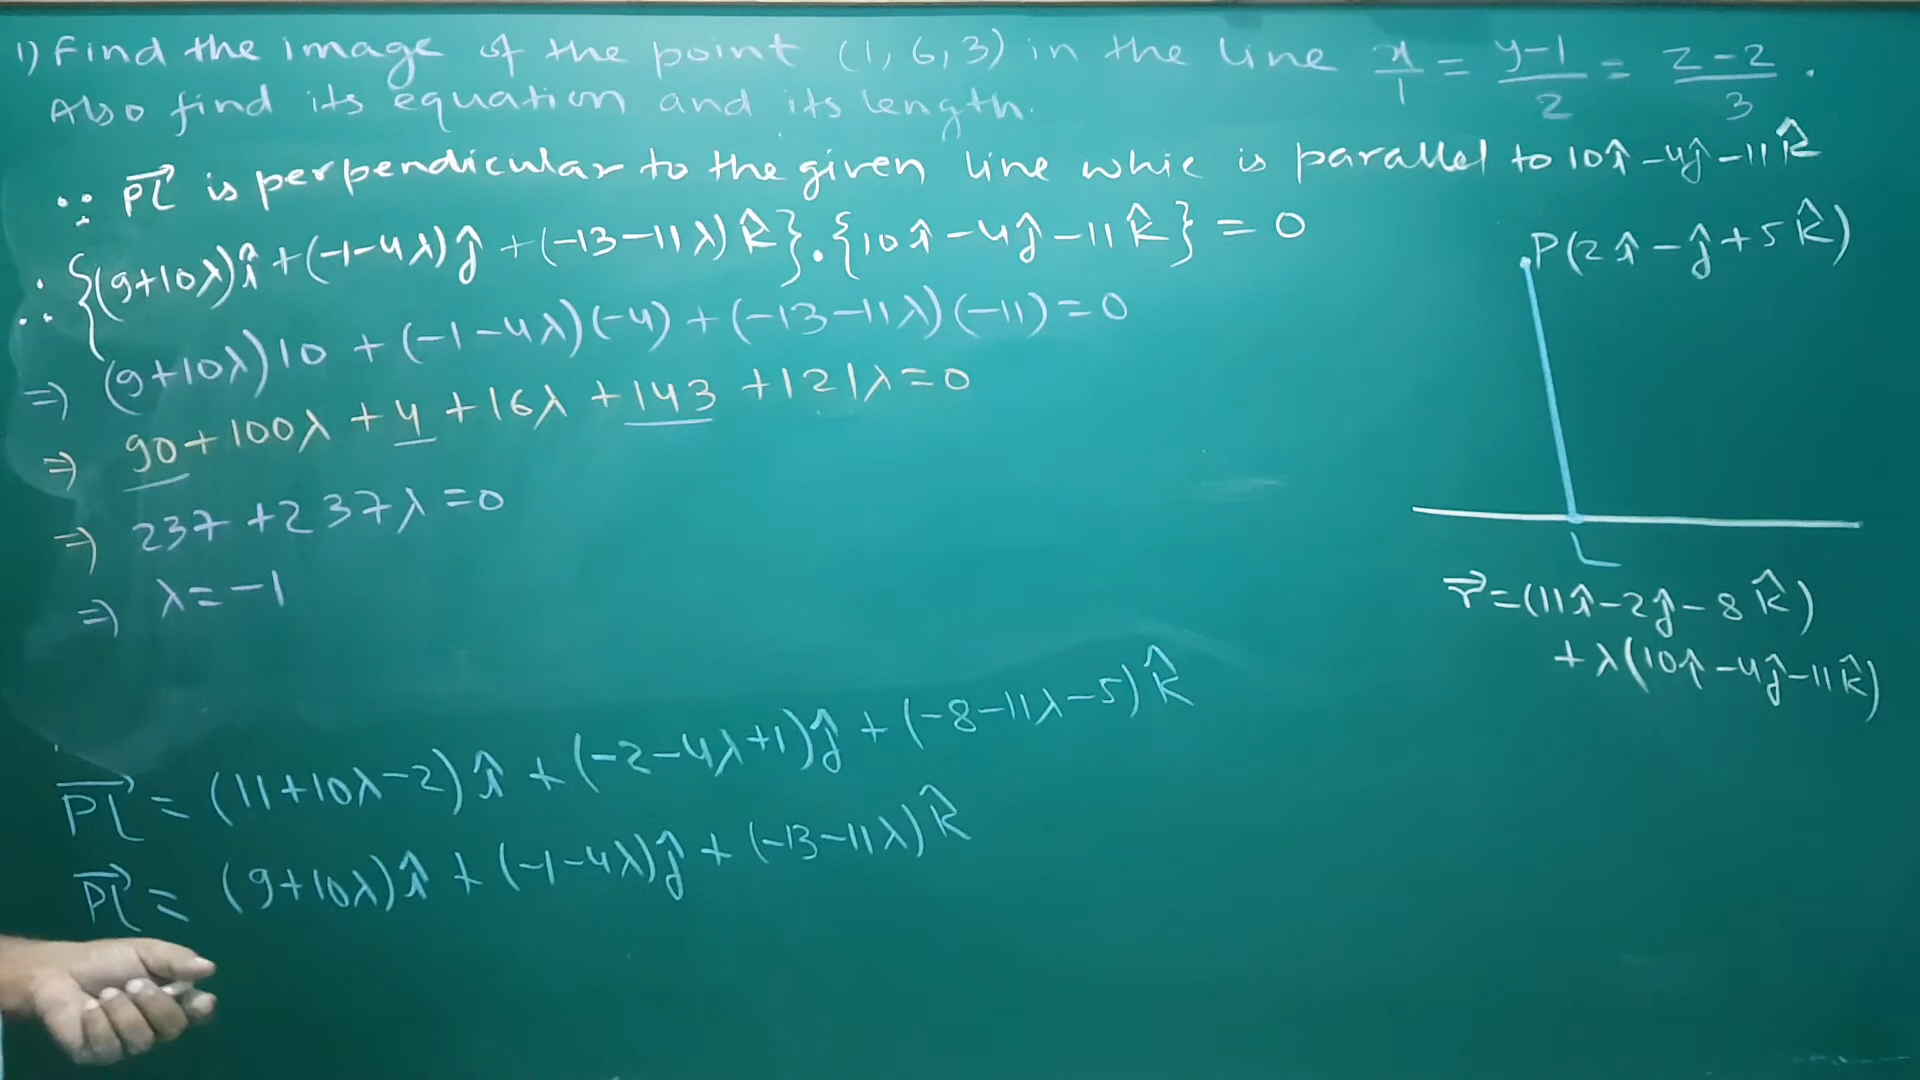 1) Find the image of the point (1, 6, 3) in the line x/1 = y-1/2 = z-2/3 .
Also find its equation and its length.
∵ PL⃗ is perpendicular to the given line whic is parallel to 10î-4ĵ-11k̂
∴ {(9+10λ)î+(-1-4λ)ĵ+(-13-11λ)k̂}.{10î-4ĵ-11k̂} = 0
⇒ (9+10λ)10 + (-1-4λ)(-4) + (-13-11λ)(-11)=0
⇒ 90+100λ+4+16λ+143+121λ=0
⇒ 237+237λ=0
⇒ λ=-1
PL⃗ = (11+10λ-2)î+(-2-4λ+1)ĵ+(-8-11λ-5)k̂
PL⃗ = (9+10λ)î+(-1-4λ)ĵ+(-13-11λ)k̂
P(2î-ĵ+5k̂)
L
r⃗=(11î-2ĵ-8k̂)
+λ(10î-4ĵ-11k̂)